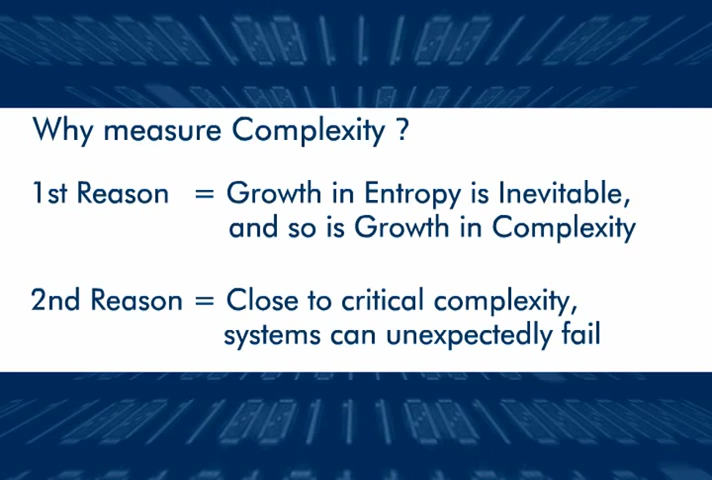 Why measure Complexity ?
1st Reason = Growth in Entropy is Inevitable,
and so is Growth in Complexity
2nd Reason = Close to critical complexity,
systems can unexpectedly fail